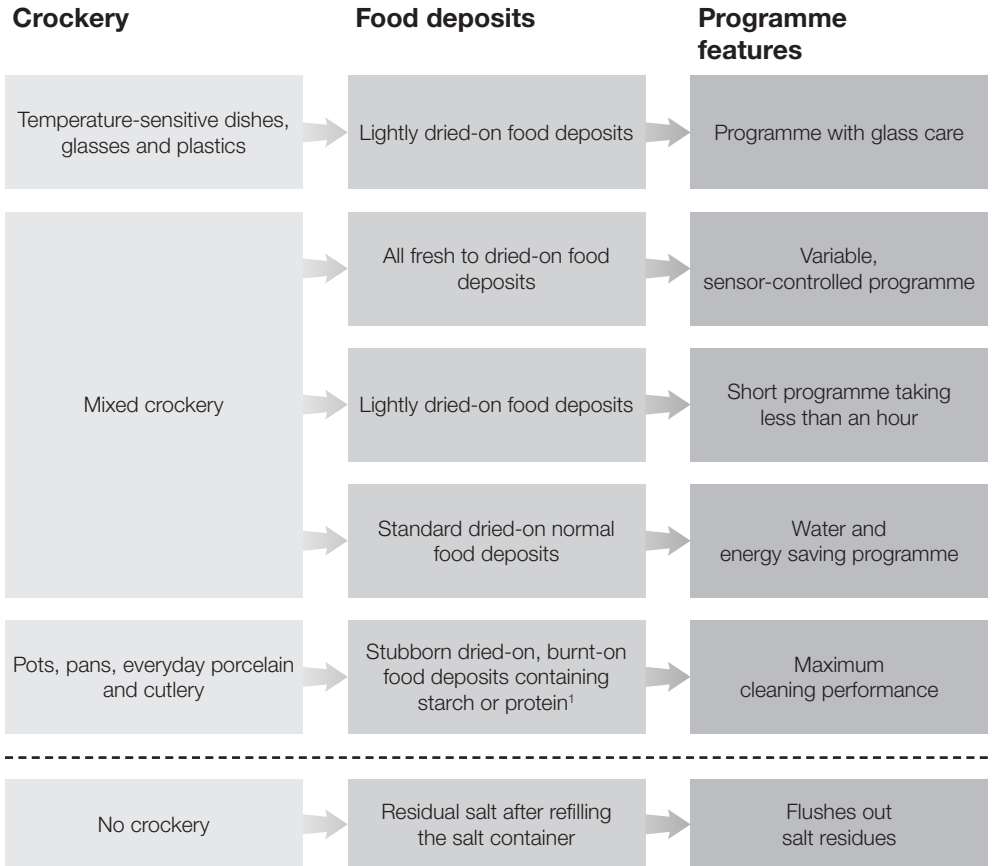 Crockery
Food deposits
Programme
features
Temperature-sensitive dishes,
glasses and plastics
Lightly dried-on food deposits
Programme with glass care
Mixed crockery
All fresh to dried-on food
deposits
Variable,
sensor-controlled programme
Lightly dried-on food deposits
Short programme taking
less than an hour
Standard dried-on normal
food deposits
Water and
energy saving programme
Pots, pans, everyday porcelain
and cutlery
Stubborn dried-on, burnt-on
food deposits containing
starch or protein¹
Maximum
cleaning performance
No crockery
Residual salt after refilling
the salt container
Flushes out
salt residues